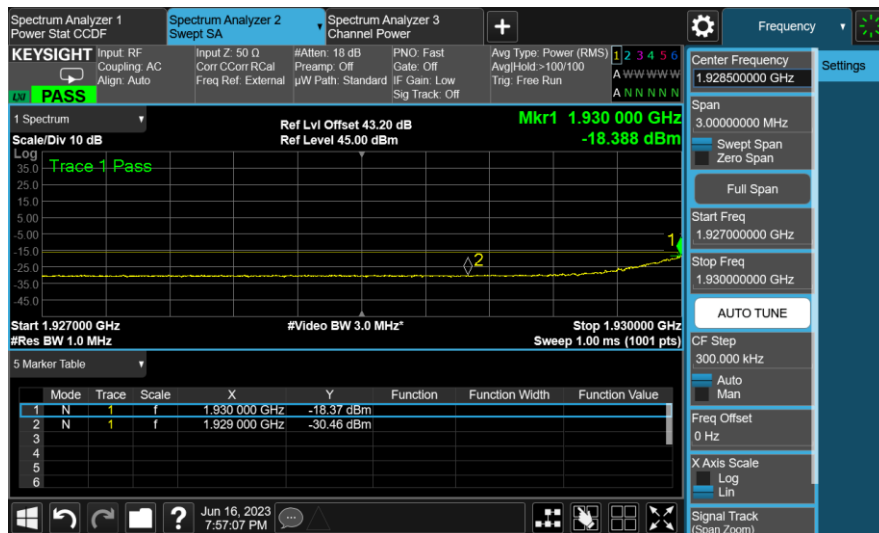 Spectrum Analyzer 1
Power Stat CCDF
Spectrum Analyzer 2
Swept SA
Spectrum Analyzer 3
Channel Power
Frequency
KEYSIGHT
LXI PASS
Input: RF
Coupling: AC
Align: Auto
Input Z: 50 Ω
Corr CCorr RCal
Freq Ref: External
#Atten: 18 dB
Preamp: Off
µW Path: Standard
PNO: Fast
Gate: Off
IF Gain: Low
Sig Track: Off
Avg Type: Power (RMS)
Avg|Hold:>100/100
Trig: Free Run
1 2 3 4 5 6
A W W W W W
A N N N N N
1 Spectrum
Scale/Div 10 dB
Ref Lvl Offset 43.20 dB
Ref Level 45.00 dBm
Mkr1 1.930 000 GHz
-18.388 dBm
Log
Trace 1 Pass
35.0
25.0
15.0
5.00
-5.00
-15.0
-25.0
-35.0
-45.0
1
2
Start 1.927000 GHz
#Res BW 1.0 MHz
#Video BW 3.0 MHz*
Stop 1.930000 GHz
Sweep 1.00 ms (1001 pts)
5 Marker Table
Mode Trace Scale X Y Function Function Width Function Value
1 N 1 f 1.930 000 GHz -18.37 dBm
2 N 1 f 1.929 000 GHz -30.46 dBm
3
4
5
6
?
Jun 16, 2023
7:57:07 PM
Center Frequency
1.928500000 GHz
Settings
Span
3.00000000 MHz
Swept Span
Zero Span
Full Span
Start Freq
1.927000000 GHz
Stop Freq
1.930000000 GHz
AUTO TUNE
CF Step
300.000 kHz
Auto
Man
Freq Offset
0 Hz
X Axis Scale
Log
Lin
Signal Track
(Span Zoom)